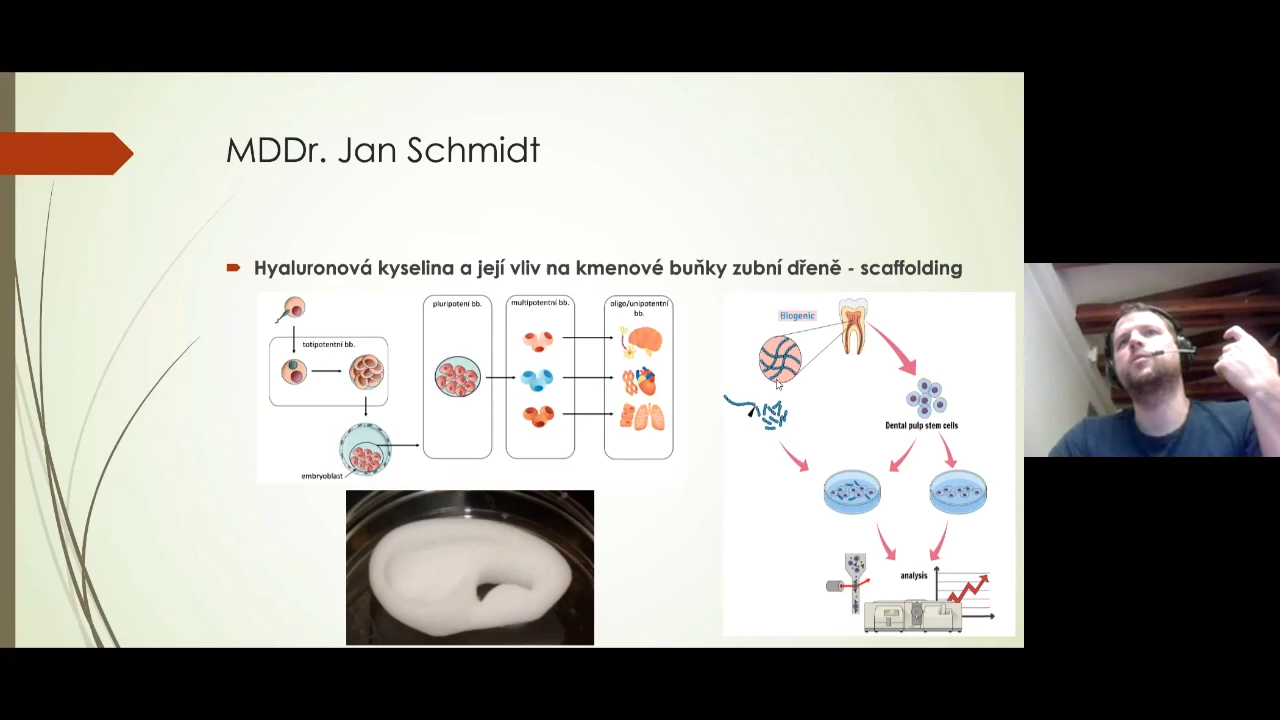 MDDr. Jan Schmidt
Hyaluronová kyselina a její vliv na kmenové buňky zubní dřeně - scaffolding
totipotentní bb.
embryoblast
pluripotení bb.
multipotentní bb.
oligo/unipotentní
bb.
Biogenic
Dental pulp stem cells
analysis